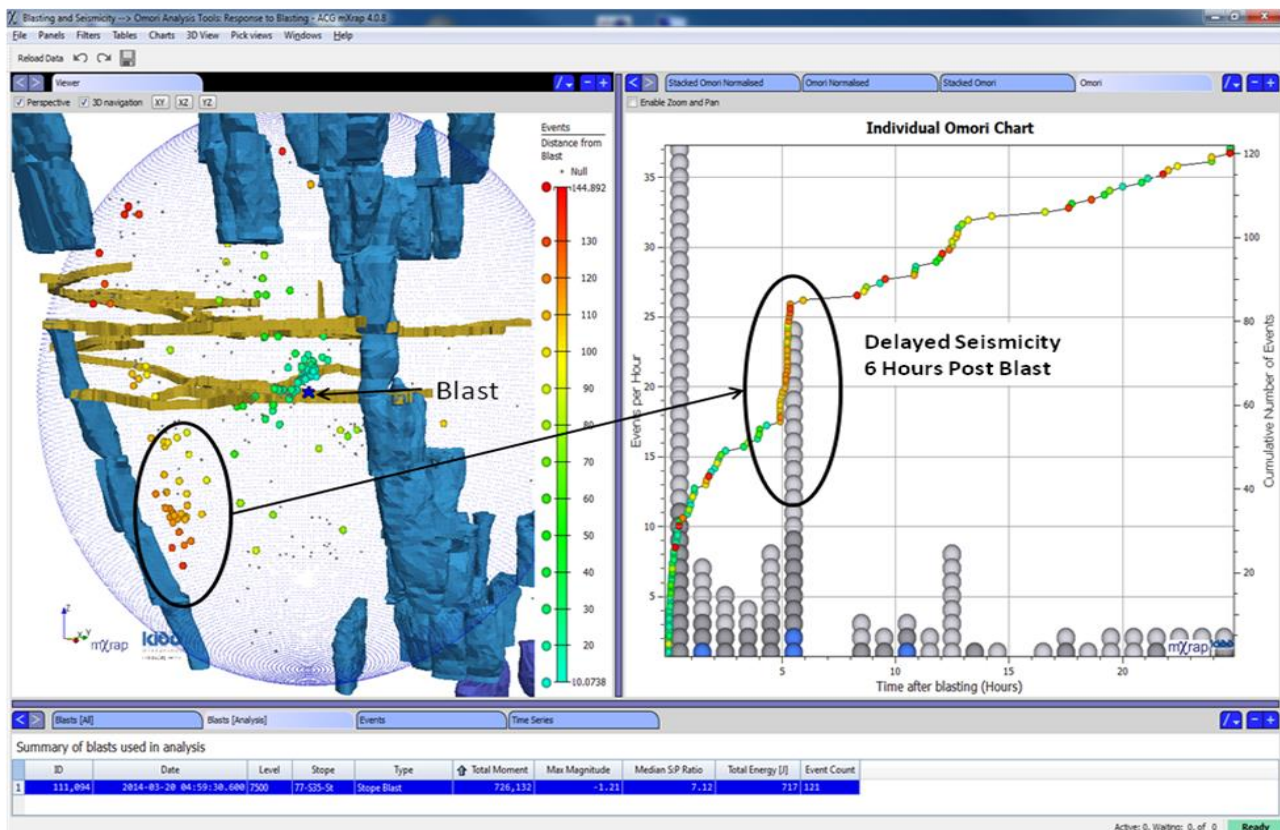 Blasting and Seismicity --> Omori Analysis Tools: Response to Blasting - ACG mXrap 4.0.8
File Panels Filters Tables Charts 3D View Pick views Windows Help
Reload Data
Viewer
Perspective 3D navigation XY XZ YZ
Events
Distance from
Blast
+ Null
144.892
130
120
110
100
90
80
70
60
50
40
30
20
10.0738
Blast
z
x y
mXrap
Stacked Omori Normalised Omori Normalised Stacked Omori Omori
Enable Zoom and Pan
Individual Omori Chart
Events per Hour
35
30
25
20
15
10
5
Delayed Seismicity
6 Hours Post Blast
120
100
80
60
40
20
Cumulative Number of Events
mXrap
5 10 15 20
Time after blasting (Hours)
Blasts [All] Blasts [Analysis] Events Time Series
Summary of blasts used in analysis
ID Date Level Stope Type Total Moment Max Magnitude Median S:P Ratio Total Energy [J] Event Count
1 111,094 2014-03-20 04:59:30.600 7500 77-535-St Stope Blast 726,132 -1.21 7.12 717 121
Active: 0, Waiting: 0, of 0 Ready